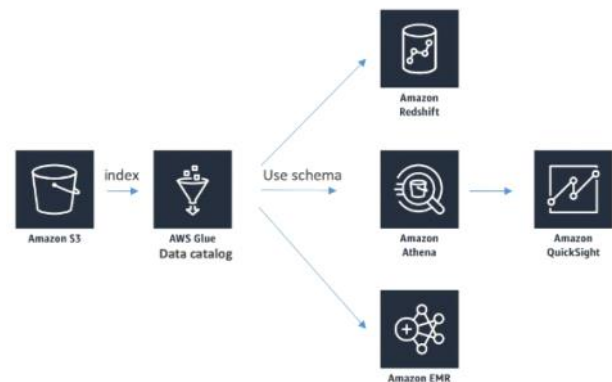 Amazon
Redshift
index
Use schema
Amazon S3
AWS Glue
Data catalog
Amazon
Athena
Amazon
QuickSight
Amazon EMR